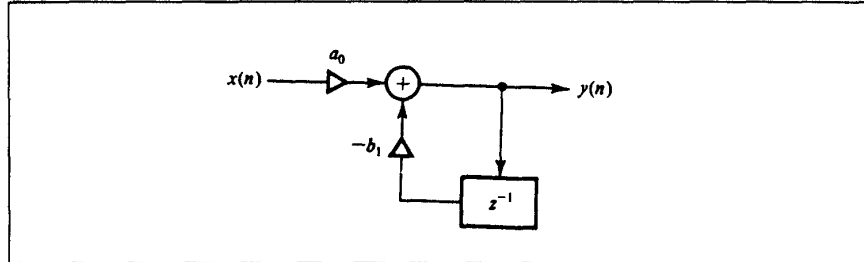 a₀
x(n)
+
y(n)
−b₁
z⁻¹